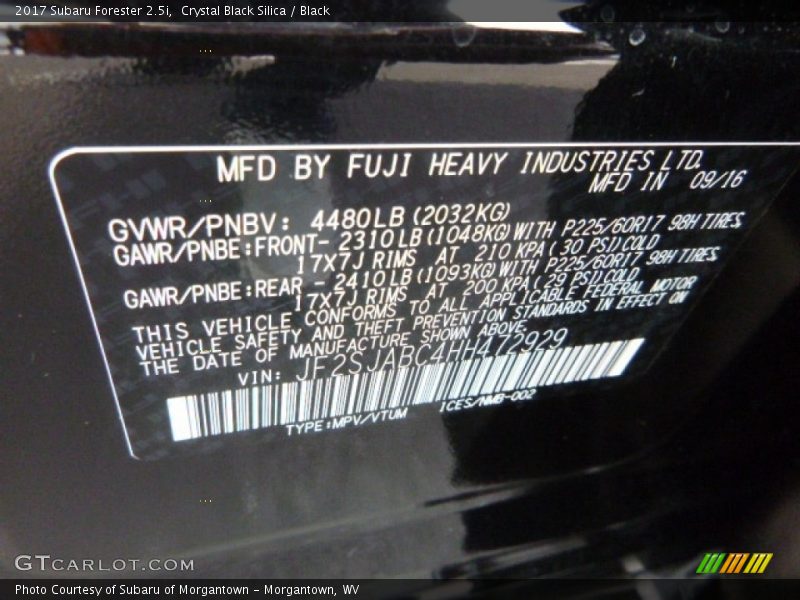 2017 Subaru Forester 2.5i,  Crystal Black Silica / Black
MFD BY FUJI HEAVY INDUSTRIES LTD.
MFD IN 09/16
GVWR/PNBV: 4480LB (2032KG)
GAWR/PNBE:FRONT- 2310LB (1048KG) WITH P225/60R17 98H TIRES
17X7J RIMS AT 210 KPA ( 30 PSI) COLD
GAWR/PNBE:REAR - 2410LB (1093KG) WITH P225/60R17 98H TIRES
17X7J RIMS AT 200 KPA ( 29 PSI) COLD
THIS VEHICLE CONFORMS TO ALL APPLICABLE FEDERAL MOTOR
VEHICLE SAFETY AND THEFT PREVENTION STANDARDS IN EFFECT ON
THE DATE OF MANUFACTURE SHOWN ABOVE.
VIN: JF2SJABC4HH472929
TYPE:MPV/VTUM ICES/NMB-002
GTCARLOT.COM
Photo Courtesy of Subaru of Morgantown - Morgantown, WV